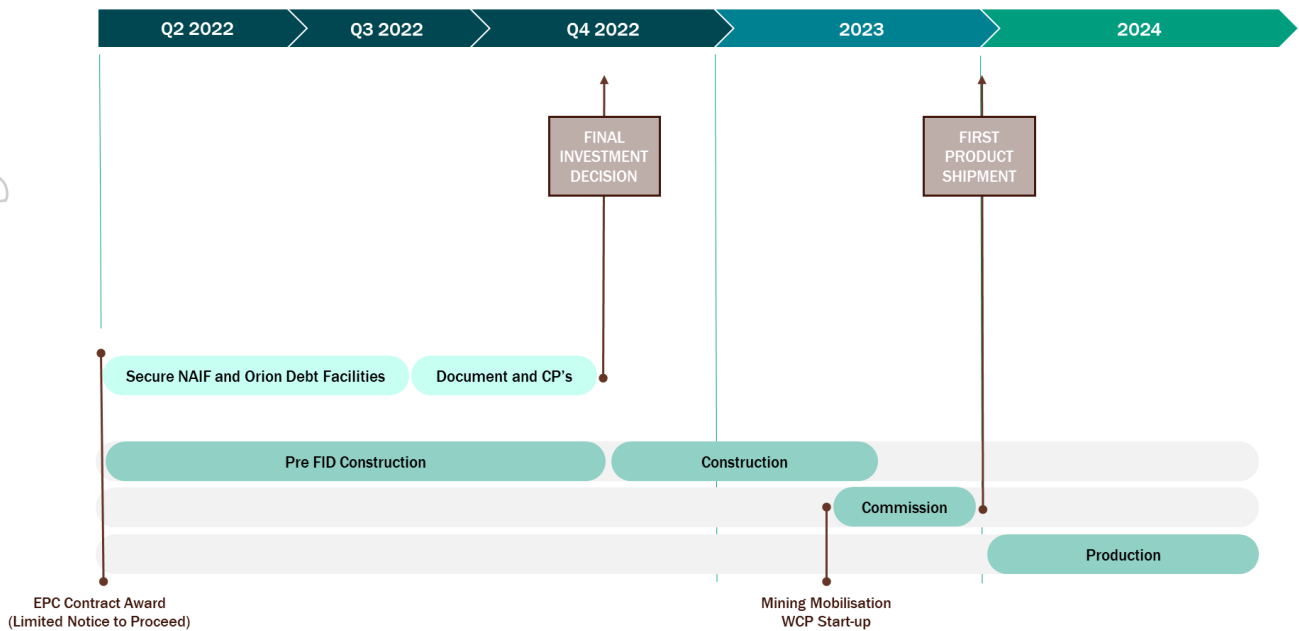 Q2 2022
Q3 2022
Q4 2022
2023
2024
FINAL
INVESTMENT
DECISION
FIRST
PRODUCT
SHIPMENT
Secure NAIF and Orion Debt Facilities
Document and CP's
Pre FID Construction
Construction
Commission
Production
EPC Contract Award
(Limited Notice to Proceed)
Mining Mobilisation
WCP Start-up